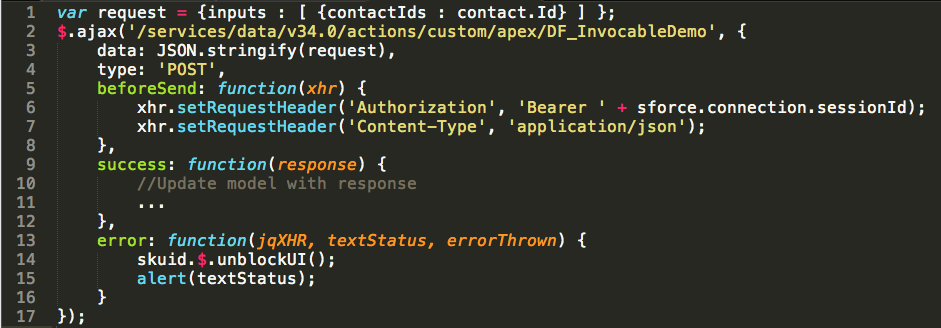 1 var request = {inputs : [ {contactIds : contact.Id} ] };
2 $.ajax('/services/data/v34.0/actions/custom/apex/DF_InvocableDemo', {
3     data: JSON.stringify(request),
4     type: 'POST',
5     beforeSend: function(xhr) {
6         xhr.setRequestHeader('Authorization', 'Bearer ' + sforce.connection.sessionId);
7         xhr.setRequestHeader('Content-Type', 'application/json');
8     },
9     success: function(response) {
10         //Update model with response
11         ...
12     },
13     error: function(jqXHR, textStatus, errorThrown) {
14         skuid.$.unblockUI();
15         alert(textStatus);
16     }
17 });